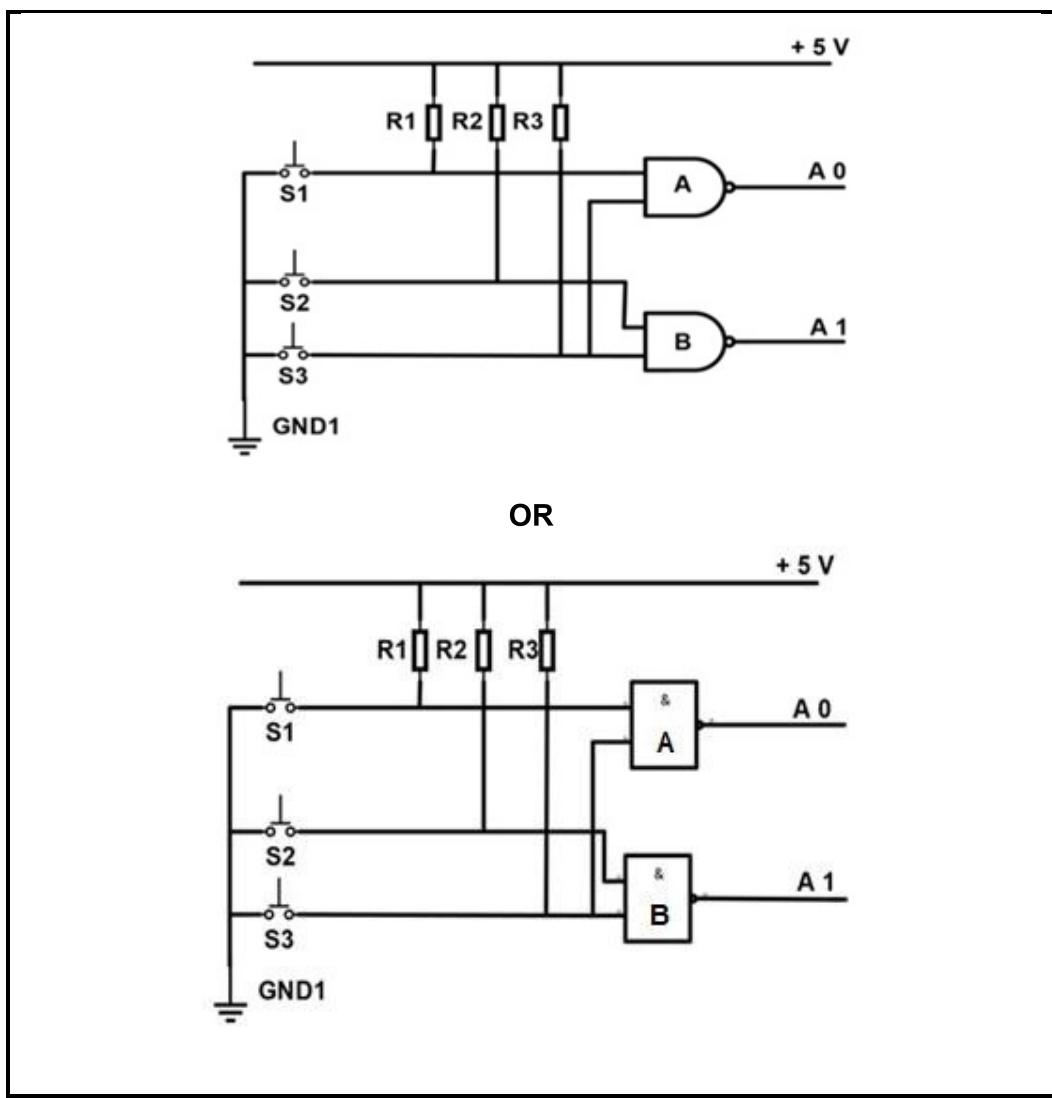 + 5 V
R1 R2 R3
S1
A
A 0
S2
B
A 1
S3
GND1
OR
+ 5 V
R1 R2 R3
S1
&
A
A 0
S2
&
B
A 1
S3
GND1